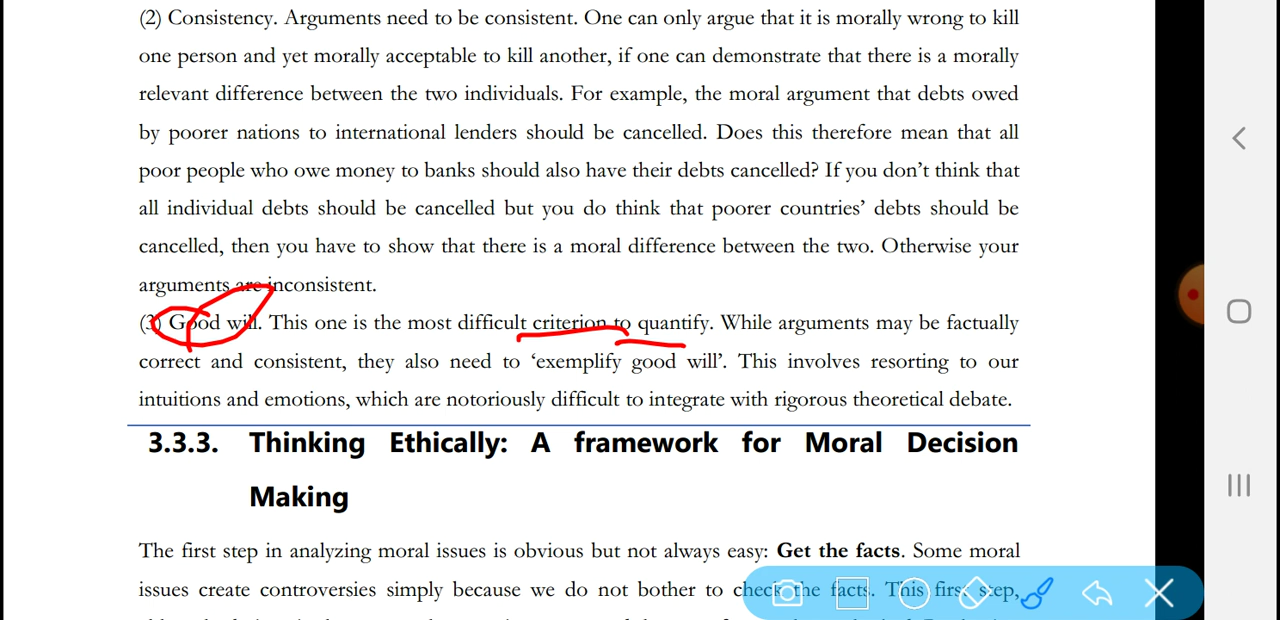 (2) Consistency. Arguments need to be consistent. One can only argue that it is morally wrong to kill
one person and yet morally acceptable to kill another, if one can demonstrate that there is a morally
relevant difference between the two individuals. For example, the moral argument that debts owed
by poorer nations to international lenders should be cancelled. Does this therefore mean that all
poor people who owe money to banks should also have their debts cancelled? If you don’t think that
all individual debts should be cancelled but you do think that poorer countries’ debts should be
cancelled, then you have to show that there is a moral difference between the two. Otherwise your
arguments are inconsistent.
(3) Good will. This one is the most difficult criterion to quantify. While arguments may be factually
correct and consistent, they also need to ‘exemplify good will’. This involves resorting to our
intuitions and emotions, which are notoriously difficult to integrate with rigorous theoretical debate.
3.3.3. Thinking Ethically: A framework for Moral Decision
Making
The first step in analyzing moral issues is obvious but not always easy: Get the facts. Some moral
issues create controversies simply because we do not bother to check the facts. This first step,